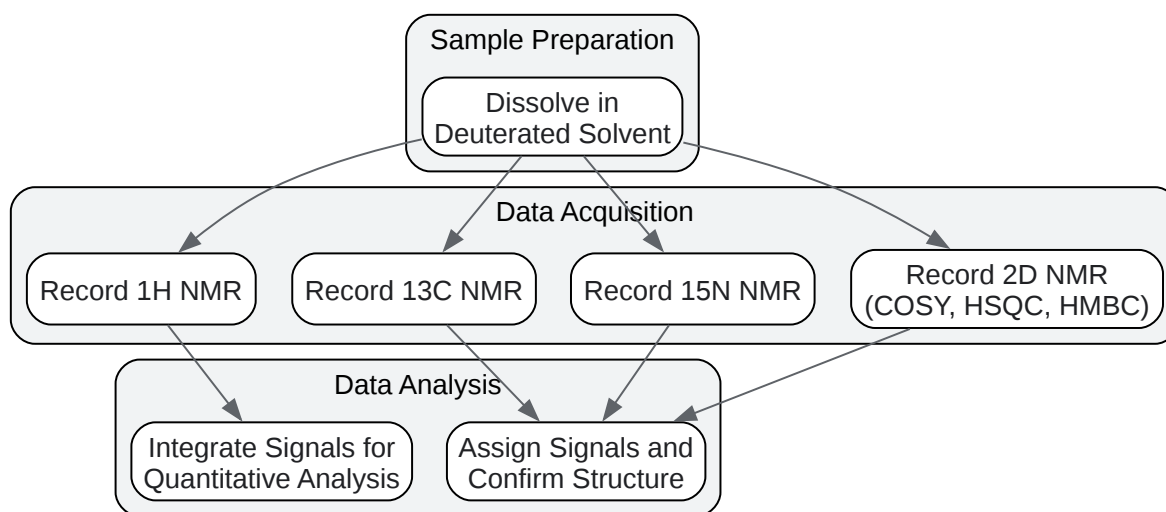 Sample Preparation
Dissolve in
Deuterated Solvent
Data Acquisition
Record 1H NMR
Record 13C NMR
Record 15N NMR
Record 2D NMR
(COSY, HSQC, HMBC)
Data Analysis
Integrate Signals for
Quantitative Analysis
Assign Signals and
Confirm Structure